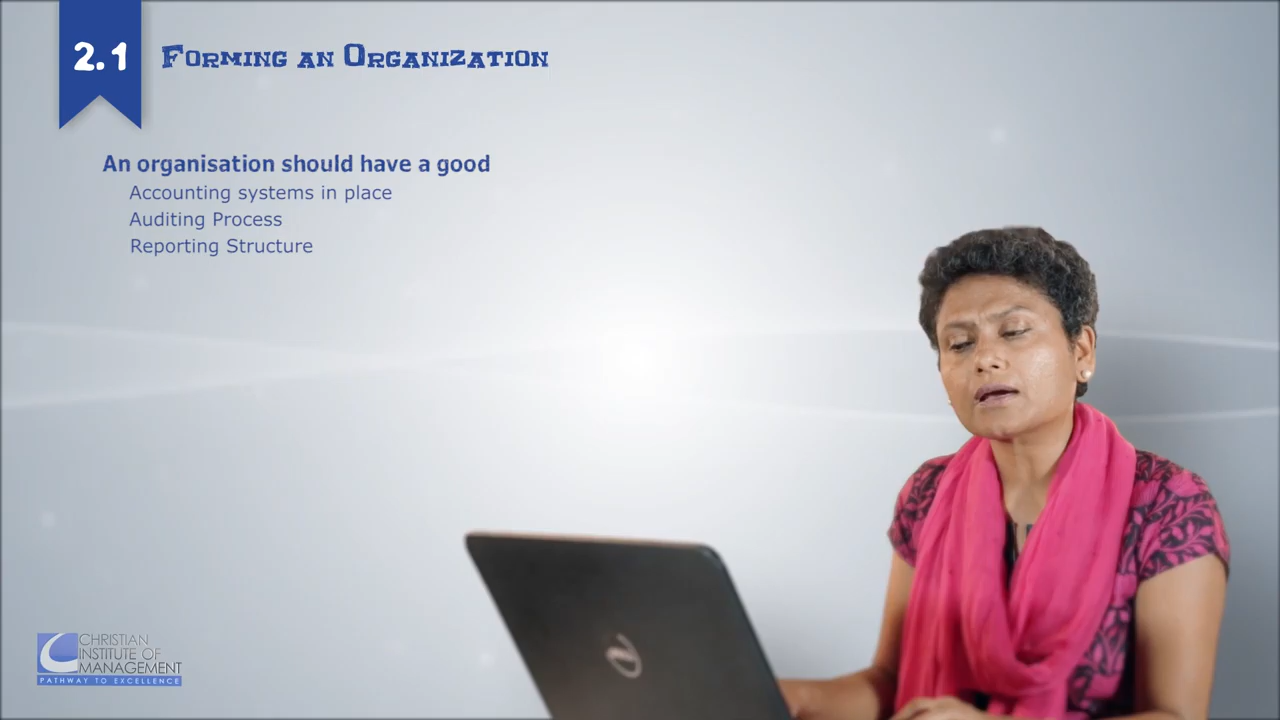 2.1
Forming an Organization
An organisation should have a good
Accounting systems in place
Auditing Process
Reporting Structure
CHRISTIAN
INSTITUTE OF
MANAGEMENT
PATHWAY TO EXCELLENCE